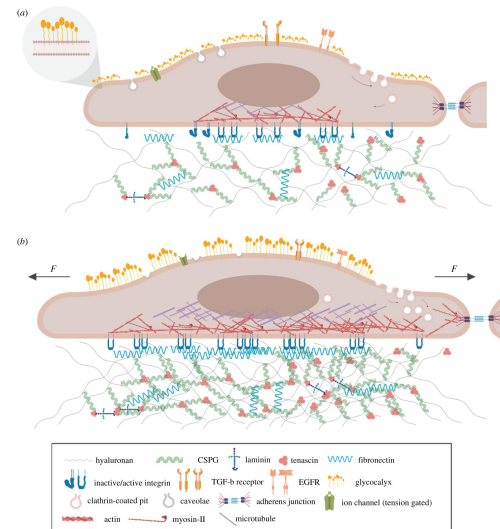 (a)
(b)
F F
hyaluronan CSPG laminin tenascin fibronectin
inactive/active integrin TGF-b receptor EGFR glycocalyx
clathrin-coated pit caveolae adherens junction ion channel (tension gated)
actin myosin-II microtubule